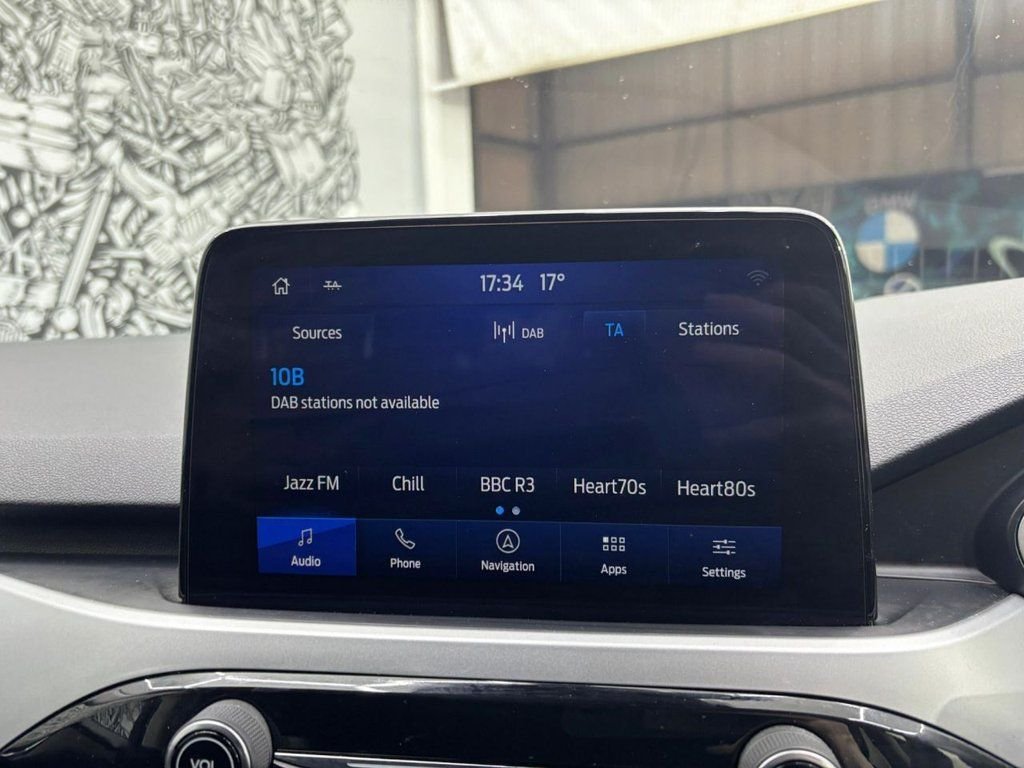 BMW
TA 17:34 17°
Sources DAB TA Stations
10B
DAB stations not available
Jazz FM Chill BBC R3 Heart70s Heart80s
Audio Phone Navigation Apps Settings
VOL